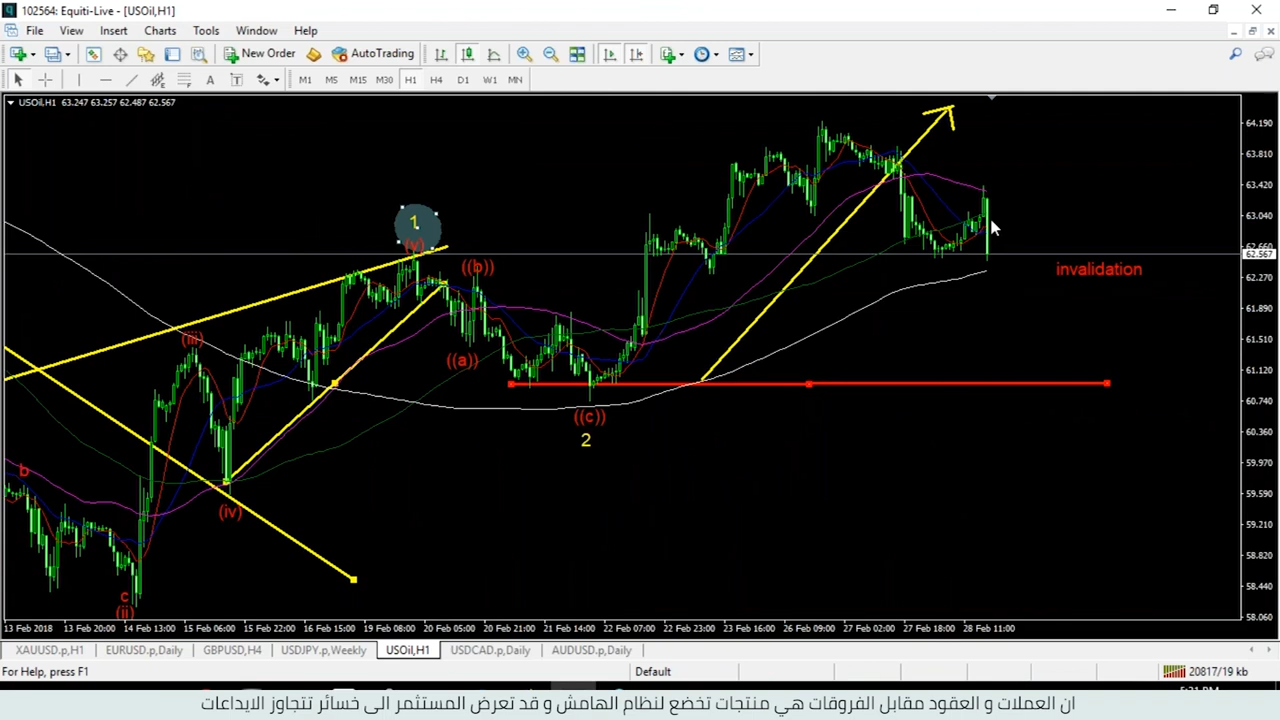 102564: Equiti-Live - [USOil,H1]
File View Insert Charts Tools Window Help
New Order AutoTrading
A T M1 M5 M15 M30 H1 H4 D1 W1 MN
USOil,H1 63.247 63.257 62.487 62.567
64.190
63.810
63.420
63.040
62.660
62.567
62.270
61.890
61.510
61.120
60.740
60.360
59.970
59.590
59.210
58.820
58.440
58.060
1
(v)
((b))
invalidation
(iii)
((a))
((c))
2
b
(iv)
c
(ii)
13 Feb 2018 13 Feb 20:00 14 Feb 13:00 15 Feb 06:00 15 Feb 22:00 16 Feb 15:00 19 Feb 08:00 20 Feb 05:00 20 Feb 21:00 21 Feb 14:00 22 Feb 07:00 22 Feb 23:00 23 Feb 16:00 26 Feb 09:00 27 Feb 02:00 27 Feb 18:00 28 Feb 11:00
XAUUSD.p,H1 EURUSD.p,Daily GBPUSD,H4 USDJPY.p,Weekly USOil,H1 USDCAD.p,Daily AUDUSD.p,Daily
For Help, press F1 Default 20817/19 kb
ان العملات و العقود مقابل الفروقات هي منتجات تخضع لنظام الهامش و قد تعرض المستثمر الى خسائر تتجاوز الايداعات